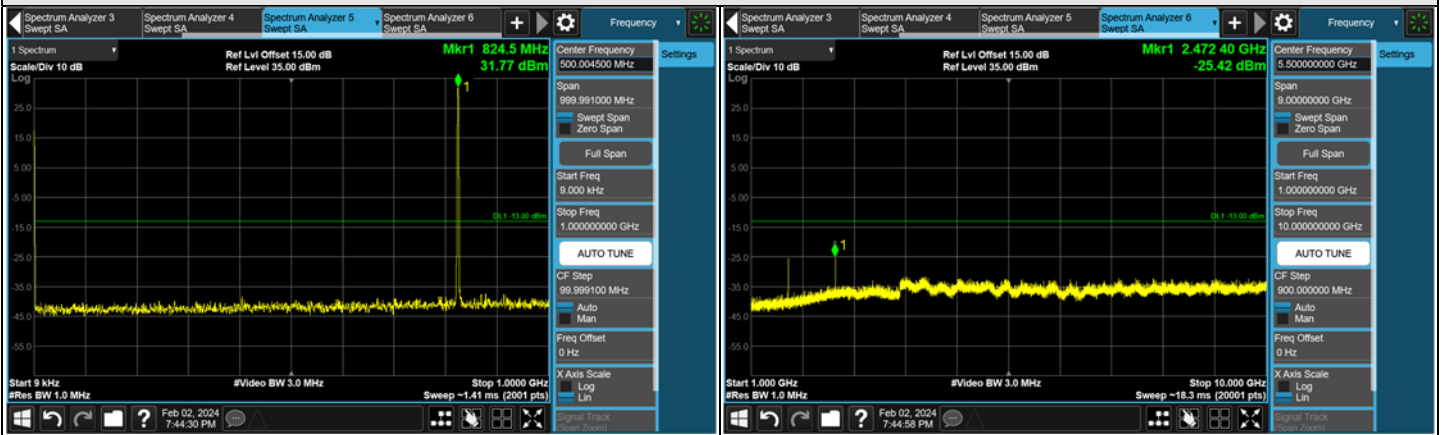 Spectrum Analyzer 3
Swept SA
Spectrum Analyzer 4
Swept SA
Spectrum Analyzer 5
Swept SA
Spectrum Analyzer 6
Swept SA
+
Frequency
1 Spectrum
Scale/Div 10 dB
Log
Ref Lvl Offset 15.00 dB
Ref Level 35.00 dBm
Mkr1 824.5 MHz
31.77 dBm
1
25.0
15.0
5.00
-5.00
-15.0
-25.0
-35.0
-45.0
-55.0
DL1 -13.00 dBm
Start 9 kHz
#Res BW 1.0 MHz
#Video BW 3.0 MHz
Stop 1.0000 GHz
Sweep ~1.41 ms (2001 pts)
Center Frequency
500.004500 MHz
Span
999.991000 MHz
Swept Span
Zero Span
Full Span
Start Freq
9.000 kHz
Stop Freq
1.000000000 GHz
AUTO TUNE
CF Step
99.999100 MHz
Auto
Man
Freq Offset
0 Hz
X Axis Scale
Log
Lin
Signal Track
(Span Zoom)
Settings
?
Feb 02, 2024
7:44:30 PM
Spectrum Analyzer 3
Swept SA
Spectrum Analyzer 4
Swept SA
Spectrum Analyzer 5
Swept SA
Spectrum Analyzer 6
Swept SA
+
Frequency
1 Spectrum
Scale/Div 10 dB
Log
Ref Lvl Offset 15.00 dB
Ref Level 35.00 dBm
Mkr1 2.472 40 GHz
-25.42 dBm
1
25.0
15.0
5.00
-5.00
-15.0
-25.0
-35.0
-45.0
-55.0
DL1 -13.00 dBm
Start 1.000 GHz
#Res BW 1.0 MHz
#Video BW 3.0 MHz
Stop 10.000 GHz
Sweep ~18.3 ms (2001 pts)
Center Frequency
5.500000000 GHz
Span
9.00000000 GHz
Swept Span
Zero Span
Full Span
Start Freq
1.000000000 GHz
Stop Freq
10.000000000 GHz
AUTO TUNE
CF Step
900.000000 MHz
Auto
Man
Freq Offset
0 Hz
X Axis Scale
Log
Lin
Signal Track
(Span Zoom)
Settings
?
Feb 02, 2024
7:44:58 PM